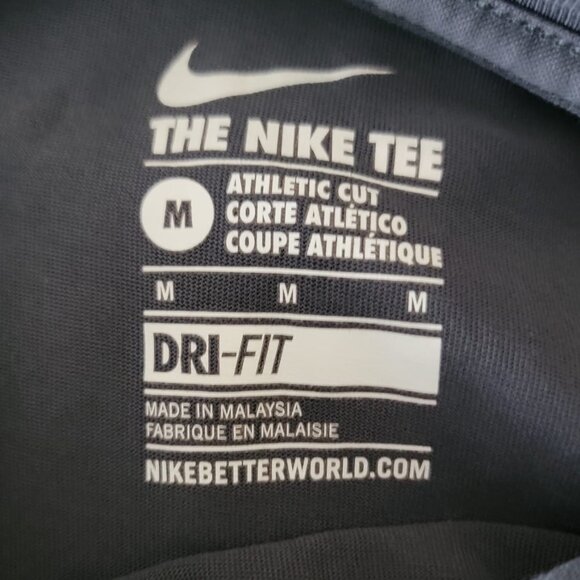 THE NIKE TEE
M
ATHLETIC CUT
CORTE ATLÉTICO
COUPE ATHLÉTIQUE
M M M
DRI-FIT
MADE IN MALAYSIA
FABRIQUE EN MALAISIE
NIKEBETTERWORLD.COM